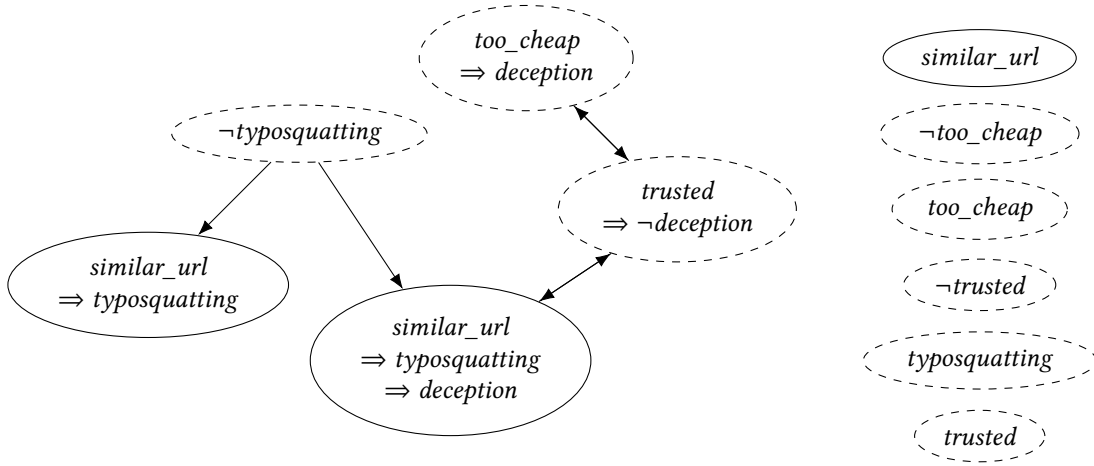 too_cheap
⇒ deception
¬typosquatting
trusted
⇒ ¬deception
similar_url
⇒ typosquatting
similar_url
⇒ typosquatting
⇒ deception
similar_url
¬too_cheap
too_cheap
¬trusted
typosquatting
trusted